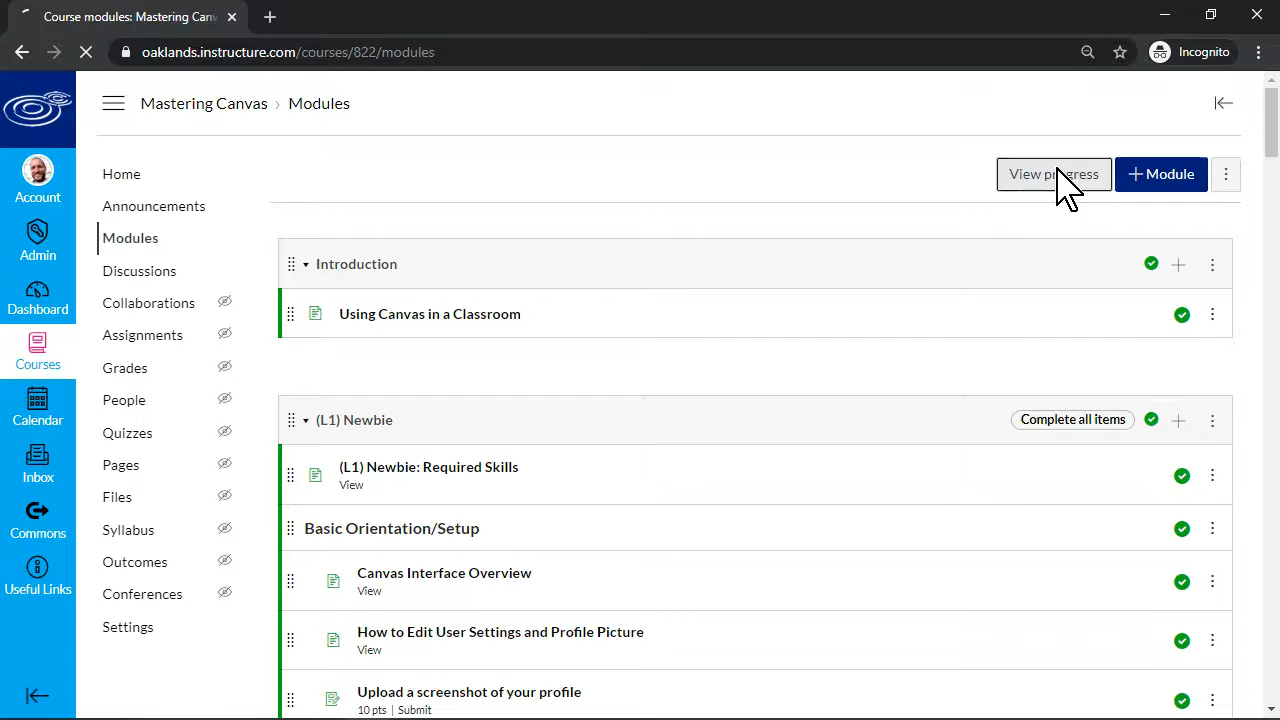 Course modules: Mastering Canv
oaklands.instructure.com/courses/822/modules
Incognito
Mastering Canvas › Modules
Account
Admin
Dashboard
Courses
Calendar
Inbox
Commons
Useful Links
Home
Announcements
Modules
Discussions
Collaborations
Assignments
Grades
People
Quizzes
Pages
Files
Syllabus
Outcomes
Conferences
Settings
View progress
+ Module
Introduction
Using Canvas in a Classroom
(L1) Newbie
Complete all items
(L1) Newbie: Required Skills
View
Basic Orientation/Setup
Canvas Interface Overview
View
How to Edit User Settings and Profile Picture
View
Upload a screenshot of your profile
10 pts | Submit